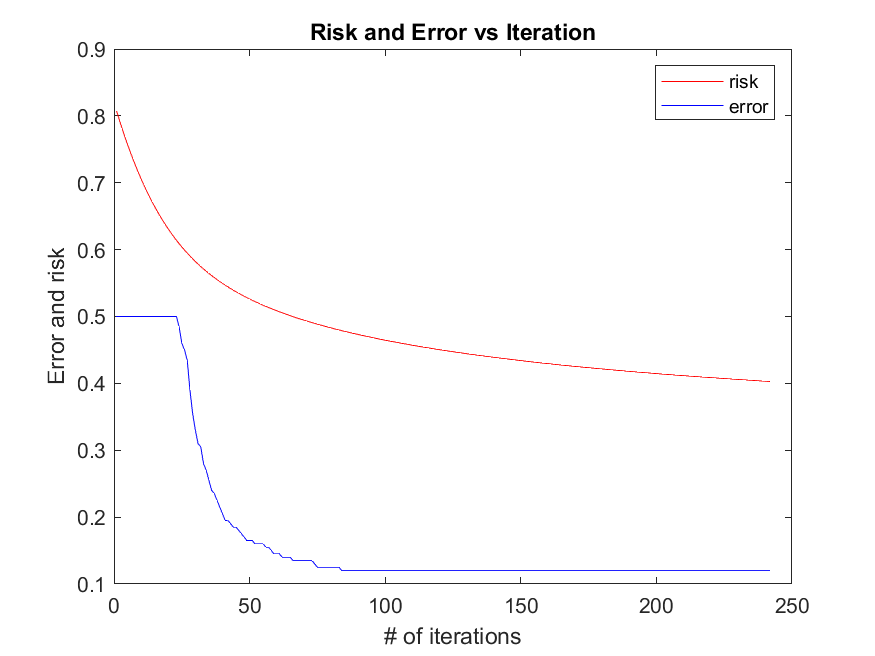 Risk and Error vs Iteration
0.9
0.8
0.7
0.6
0.5
0.4
0.3
0.2
0.1
Error and risk
risk
error
0 50 100 150 200 250
# of iterations